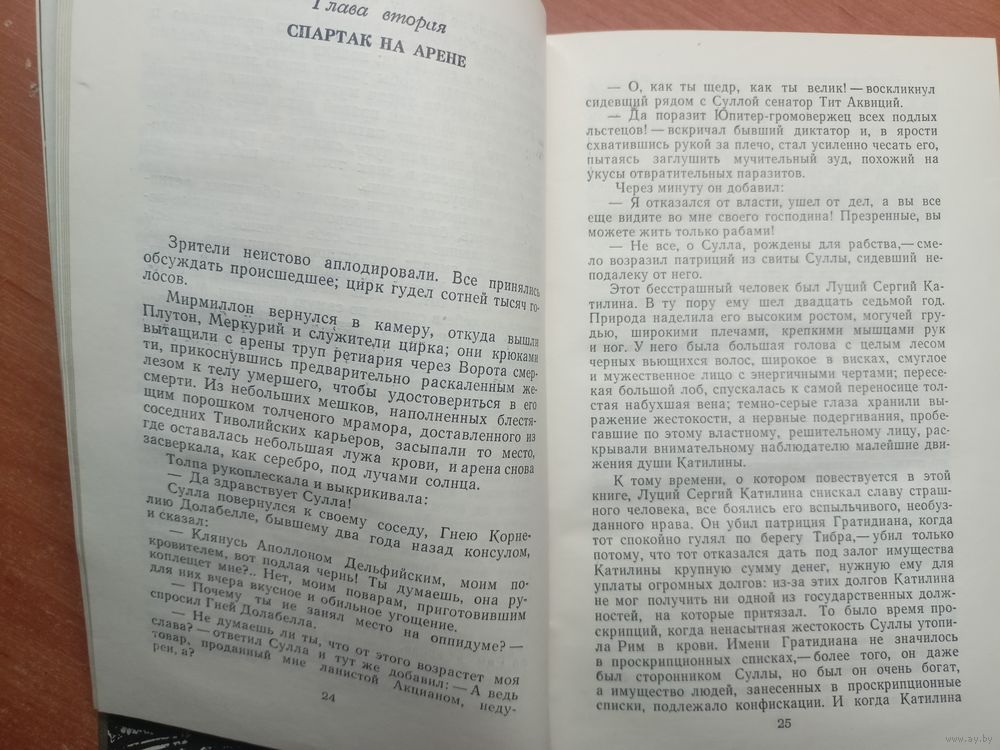 Глава вторая
СПАРТАК НА АРЕНЕ
Зрители неистово аплодировали. Все принялись
обсуждать происшедшее; цирк гудел сотней тысяч го-
лосов.
Мирмиллон вернулся в камеру, откуда вышли
Плутон, Меркурий и служители цирка; они крюками
вытащили с арены труп ретиария через Ворота смер-
ти, прикоснувшись предварительно раскаленным же-
лезом к телу умершего, чтобы удостовериться в его
смерти. Из небольших мешков, наполненных блестя-
щим порошком толченого мрамора, доставленного из
соседних Тиволийских карьеров, засыпали то место,
где оставалась небольшая лужа крови, и арена снова
засверкала, как серебро, под лучами солнца.
Толпа рукоплескала и выкрикивала:
— Да здравствует Сулла!
Сулла повернулся к своему соседу, Гнею Корне-
лию Долабелле, бывшему два года назад консулом,
и сказал:
— Клянусь Аполлоном Дельфийским, моим по-
кровителем, вот подлая чернь! Ты думаешь, она ру-
коплещет мне?.. Нет, моим поварам, приготовившим
для них вчера вкусное и обильное угощение.
— Почему ты не занял место на оппидуме? —
спросил Гней Долабелла.
— Не думаешь ли ты, что от этого возрастет моя
слава? — ответил Сулла и тут же добавил: — А ведь
товар, проданный мне ланистой Акцианом, неду-
рен, а?
24
— О, как ты щедр, как ты велик! — воскликнул
сидевший рядом с Суллой сенатор Тит Аквиций.
— Да поразит Юпитер-громовержец всех подлых
льстецов! — вскричал бывший диктатор и, в ярости
схватившись рукой за плечо, стал усиленно чесать его,
пытаясь заглушить мучительный зуд, похожий на
укусы отвратительных паразитов.
Через минуту он добавил:
— Я отказался от власти, ушел от дел, а вы все
еще видите во мне своего господина! Презренные, вы
можете жить только рабами!
— Не все, о Сулла, рождены для рабства,— сме-
ло возразил патриций из свиты Суллы, сидевший не-
подалеку от него.
Этот бесстрашный человек был Луций Сергий Ка-
тилина. В ту пору ему шел двадцать седьмой год.
Природа наделила его высоким ростом, могучей гру-
дью, широкими плечами, крепкими мышцами рук
и ног. У него была большая голова с целым лесом
черных вьющихся волос, широкое в висках, смуглое
и мужественное лицо с энергичными чертами; пересе-
кая большой лоб, спускалась к самой переносице тол-
стая набухшая вена; темно-серые глаза хранили вы-
ражение жестокости, а нервные подергивания, пробе-
гавшие по этому властному, решительному лицу, рас-
крывали внимательному наблюдателю малейшие дви-
жения души Катилины.
К тому времени, о котором повествуется в этой
книге, Луций Сергий Катилина снискал славу страш-
ного человека, все боялись его вспыльчивого, необуз-
данного нрава. Он убил патриция Гратидиана, когда
тот спокойно гулял по берегу Тибра,— убил только
потому, что тот отказался дать под залог имущества
Катилины крупную сумму денег, нужную ему для
уплаты огромных долгов: из-за этих долгов Катилина
не мог получить ни одной из государственных долж-
ностей, на которые притязал. То было время про-
скрипций, когда ненасытная жестокость Суллы утопи-
ла Рим в крови. Имени Гратидиана не значилось
в проскрипционных списках,— более того, он даже
был сторонником Суллы, но был он очень богат,
а имущество людей, занесенных в проскрипционные
списки, подлежало конфискации. И когда Катилина
25
www.ay.by